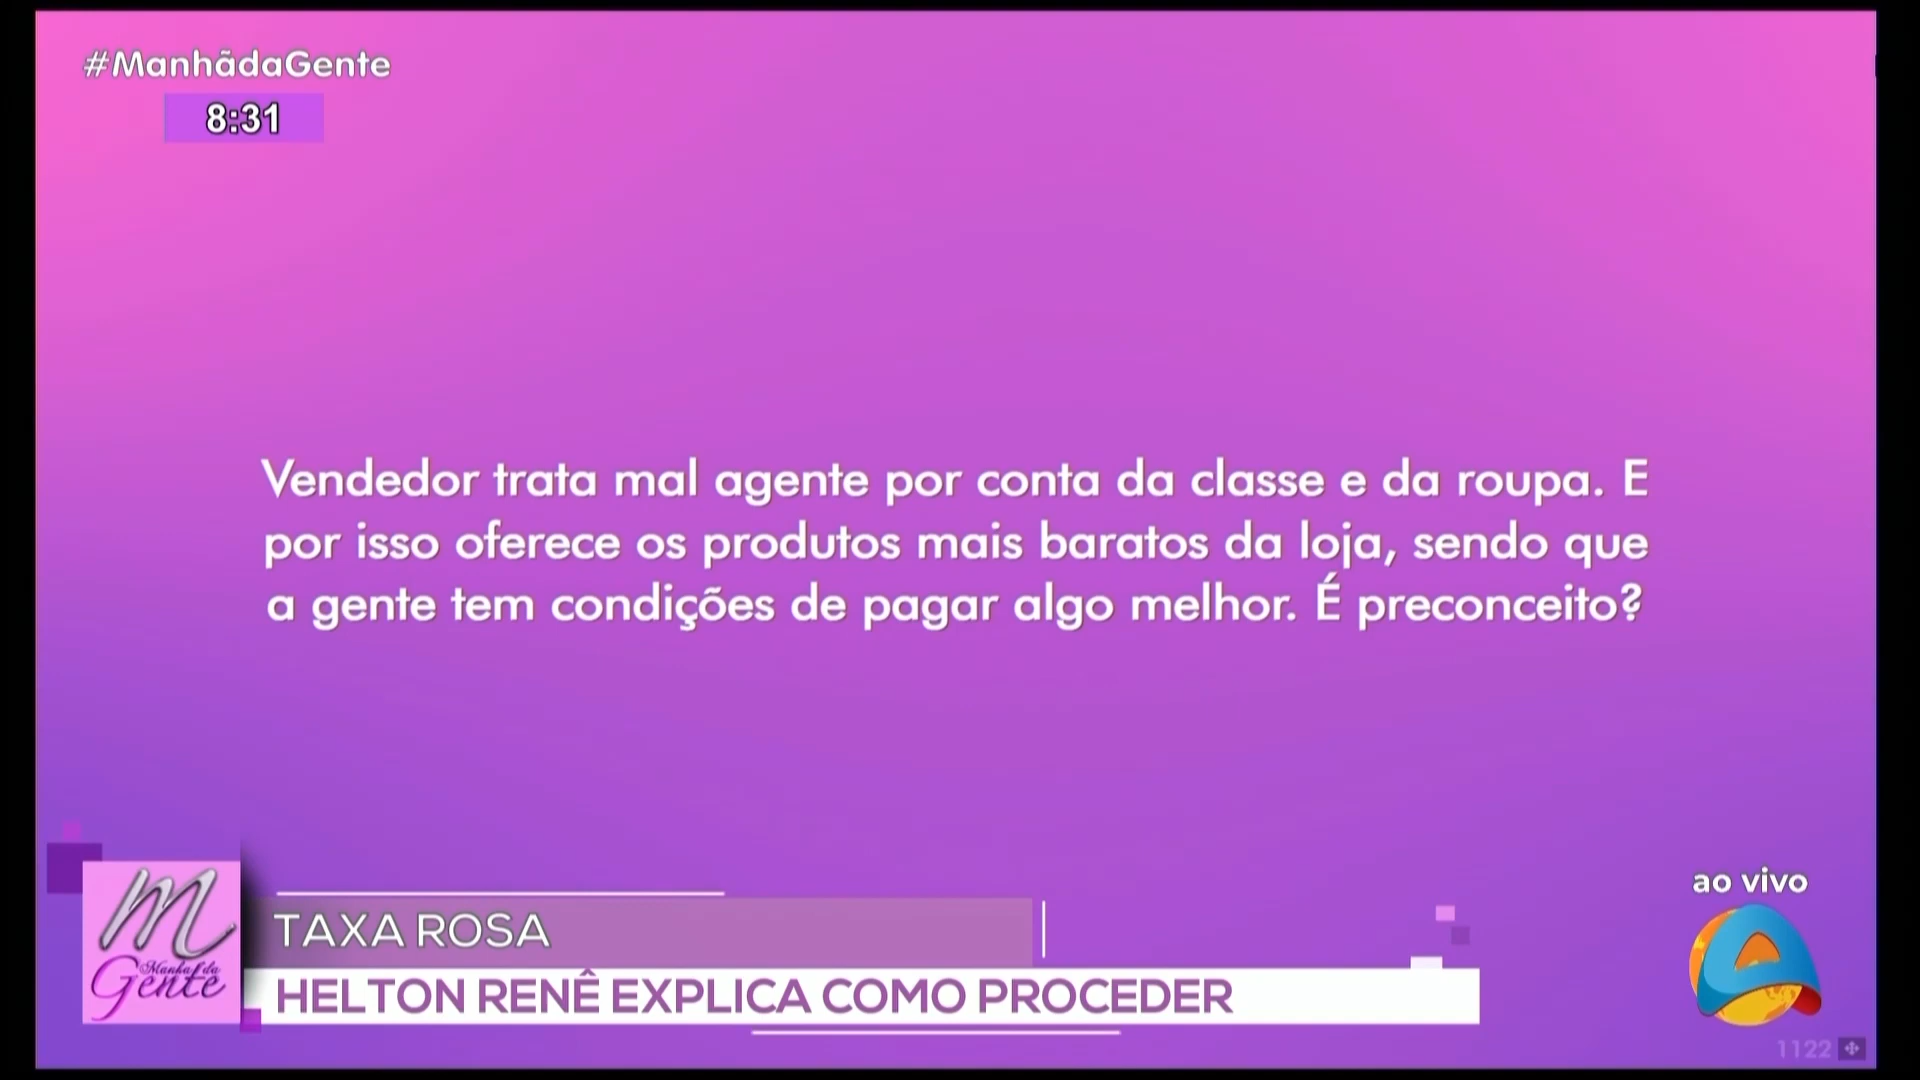 #ManhãdaGente
8:31
Vendedor trata mal agente por conta da classe e da roupa. E
por isso oferece os produtos mais baratos da loja, sendo que
a gente tem condições de pagar algo melhor. É preconceito?
ao vivo
TAXA ROSA
M
Manhã da
Gente
HELTON RENÊ EXPLICA COMO PROCEDER
1122